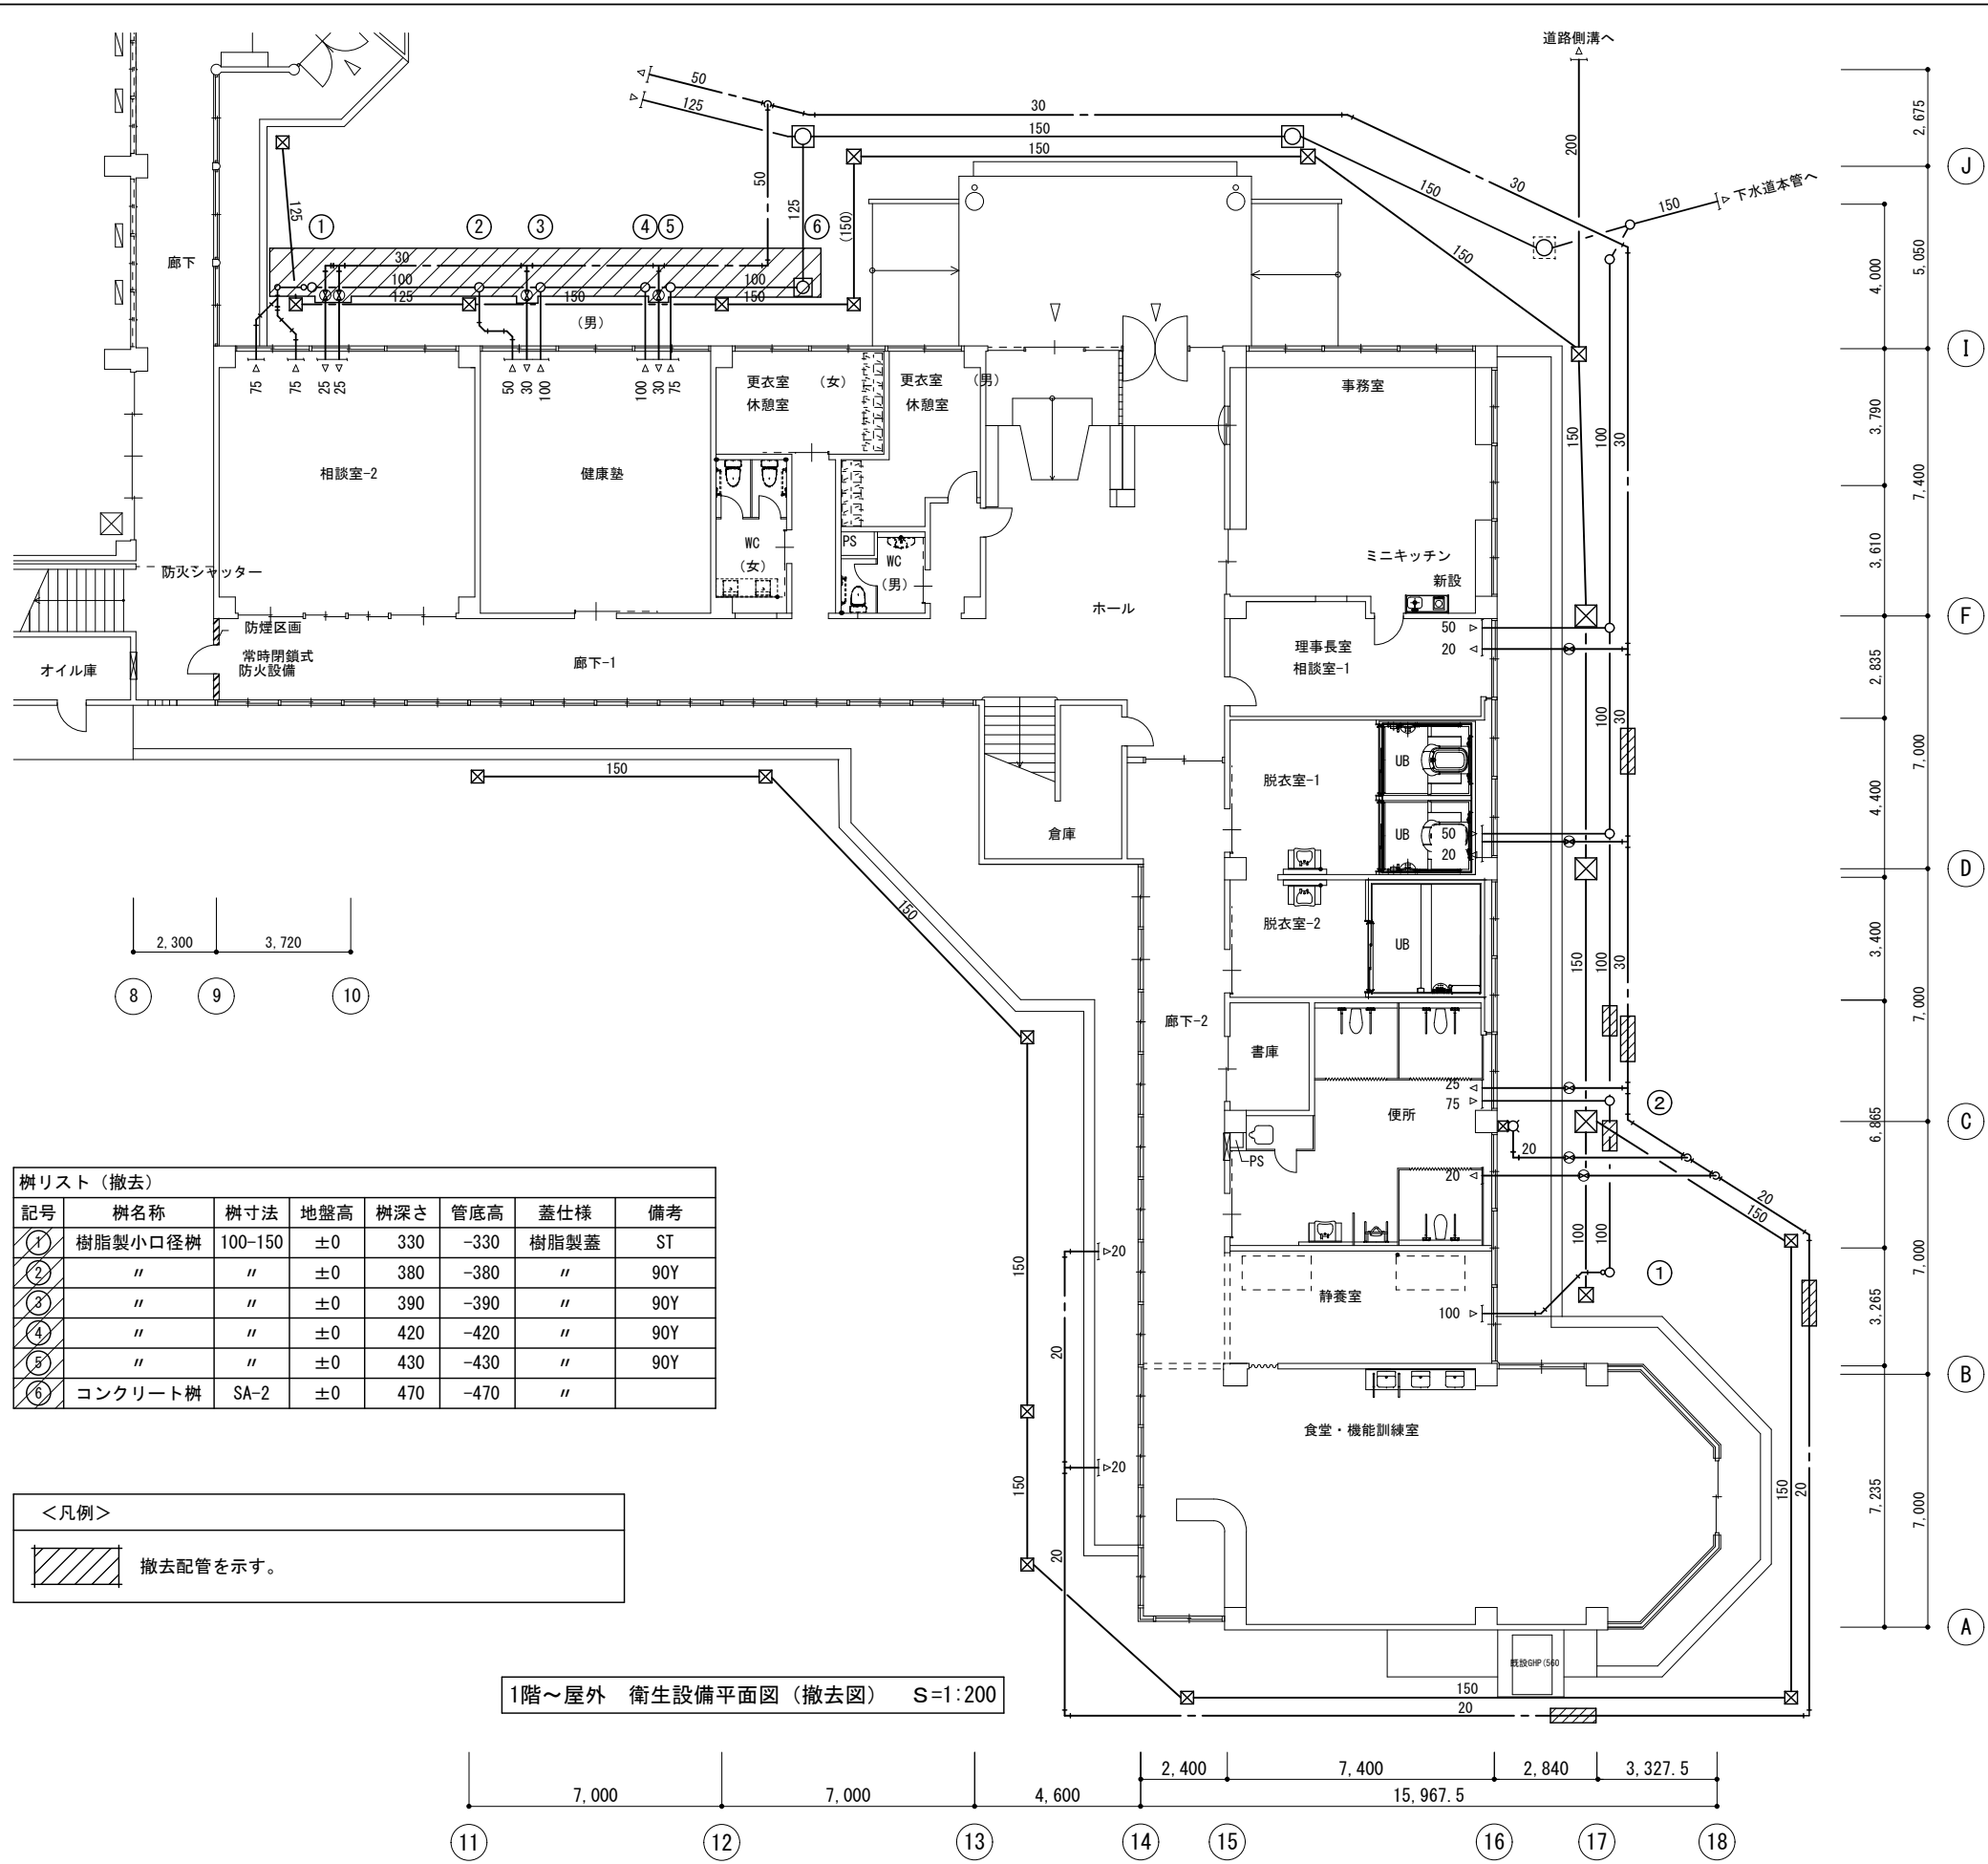 道路側溝へ
50
125
30
150
150
200
2,675
J
150
30
150
下水道本管へ
50
125
(150)
150
125
① ② ③ ④ ⑤ ⑥
廊下
30
100
100
125
150
150
(男)
4,000
5,050
I
75
75
25
25
50
30
100
100
30
75
更衣室
休憩室
(女)
更衣室
休憩室
(男)
事務室
150
100
30
3,790
7,400
相談室-2
健康塾
WC
(女)
PS
WC
(男)
ミニキッチン
新設
3,610
防火シャッター
ホール
F
防煙区画
常時閉鎖式
防火設備
オイル庫
廊下-1
理事長室
相談室-1
50
20
2,835
100
30
7,000
150
脱衣室-1
UB
UB
50
20
4,400
倉庫
D
150
脱衣室-2
UB
150
100
30
3,400
7,000
2,300
3,720
8
9
10
廊下-2
書庫
25
75
便所
②
C
PS
20
20
6,865
20
150
桝リスト（撤去）
記号 桝名称 桝寸法 地盤高 桝深さ 管底高 蓋仕様 備考
① 樹脂製小口径桝 100-150 ±0 330 -330 樹脂製蓋 ST
② 〃 〃 ±0 380 -380 〃 90Y
③ 〃 〃 ±0 390 -390 〃 90Y
④ 〃 〃 ±0 420 -420 〃 90Y
⑤ 〃 〃 ±0 430 -430 〃 90Y
⑥ コンクリート桝 SA-2 ±0 470 -470 〃
150
20
100
100
7,000
①
静養室
100
3,265
20
B
食堂・機能訓練室
20
150
20
150
20
7,235
7,000
＜凡例＞
撤去配管を示す。
既設GHP(560
A
1階～屋外 衛生設備平面図（撤去図） S=1:200
150
20
2,400
7,400
2,840
3,327.5
7,000
7,000
4,600
15,967.5
11
12
13
14
15
16
17
18